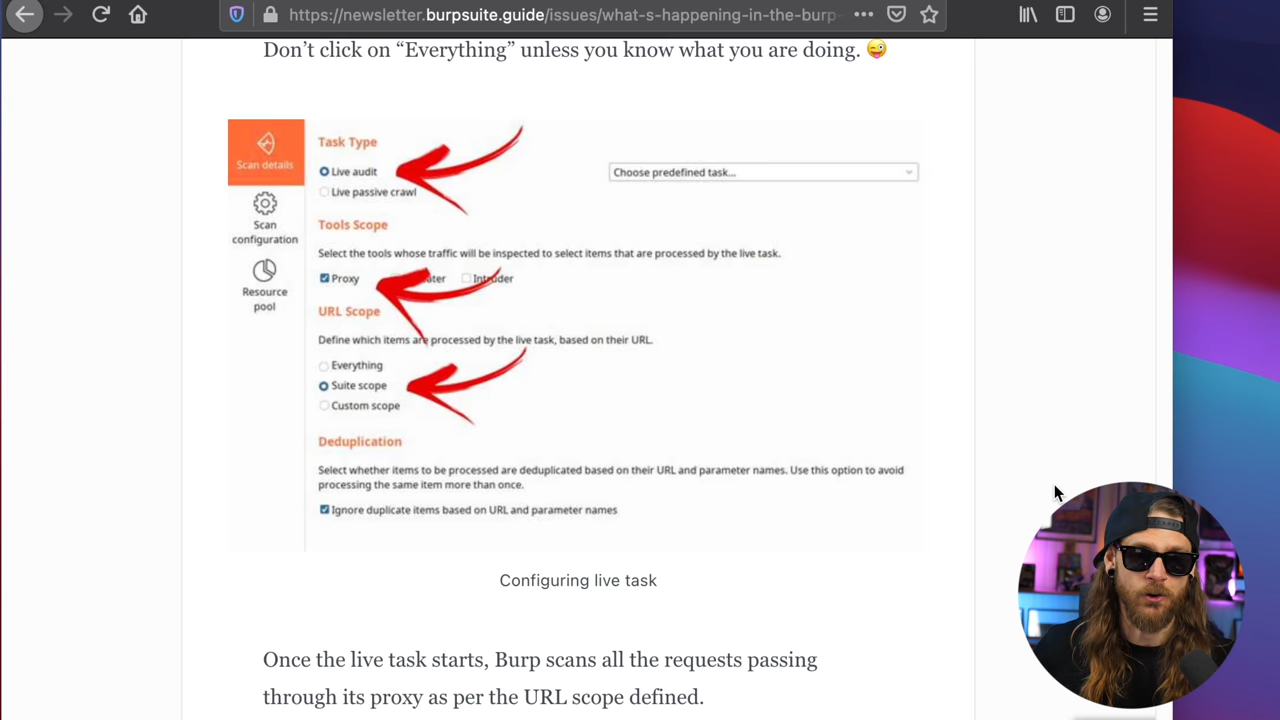 https://newsletter.burpsuite.guide/issues/what-s-happening-in-the-burp-
Don't click on “Everything” unless you know what you are doing. 😜
Scan details
Scan
configuration
Resource
pool
Task Type
Live audit
Choose predefined task...
Live passive crawl
Tools Scope
Select the tools whose traffic will be inspected to select items that are processed by the live task.
Proxy
Intruder
URL Scope
Define which items are processed by the live task, based on their URL.
Everything
Suite scope
Custom scope
Deduplication
Select whether items to be processed are deduplicated based on their URL and parameter names. Use this option to avoid
processing the same item more than once.
Ignore duplicate items based on URL and parameter names
Configuring live task
Once the live task starts, Burp scans all the requests passing
through its proxy as per the URL scope defined.